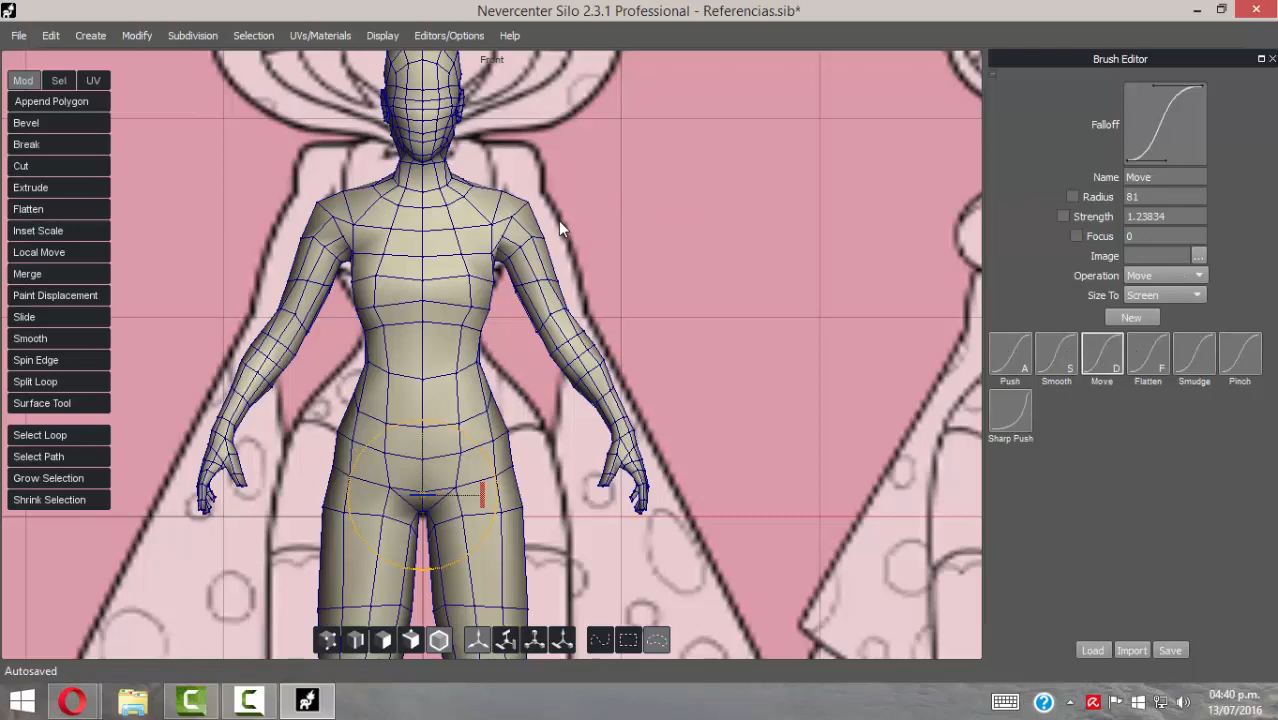 Nevercenter Silo 2.3.1 Professional - Referencias.sib*
File Edit Create Modify Subdivision Selection UVs/Materials Display Editors/Options Help
Front
Brush Editor
Mod Sel UV
Append Polygon
Bevel
Break
Cut
Extrude
Flatten
Inset Scale
Local Move
Merge
Paint Displacement
Slide
Smooth
Spin Edge
Split Loop
Surface Tool
Select Loop
Select Path
Grow Selection
Shrink Selection
Falloff
Name Move
Radius 81
Strength 1.23834
Focus 0
Image ...
Operation Move
Size To Screen
New
A S D F
Push Smooth Move Flatten Smudge Pinch
Sharp Push
Load Import Save
Autosaved
04:40 p.m.
13/07/2016